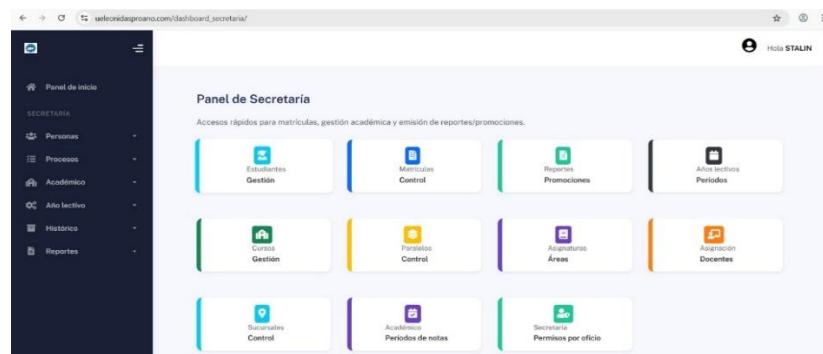 ueleonidasproano.com/dashboard_secretaria/
Hola STALIN
Panel de inicio
SECRETARÍA
Personas
Procesos
Académico
Año lectivo
Histórico
Reportes
Panel de Secretaría
Accesos rápidos para matrículas, gestión académica y emisión de reportes/promociones.
Estudiantes
Gestión
Matrículas
Control
Reportes
Promociones
Años lectivos
Períodos
Cursos
Gestión
Paralelos
Control
Asignaturas
Áreas
Asignación
Docentes
Sucursales
Control
Académico
Períodos de notas
Secretaría
Permisos por oficio